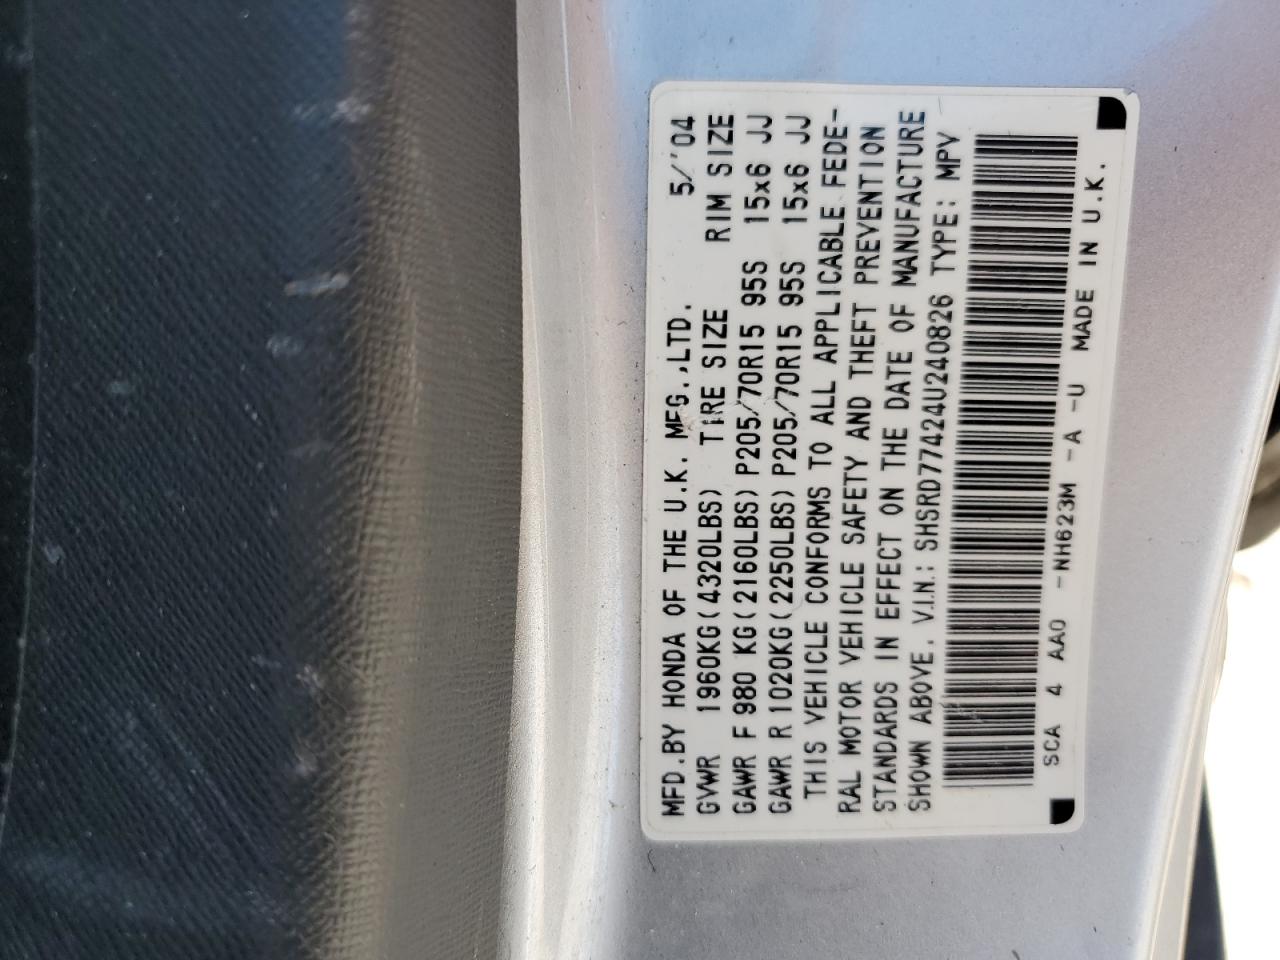 MFD.BY HONDA OF THE U.K. MFG.,LTD. 5/'04
GVWR 1960KG(4320LBS) TIRE SIZE RIM SIZE
GAWR F 980 KG(2160LBS) P205/70R15 95S 15x6 JJ
GAWR R 1020KG(2250LBS) P205/70R15 95S 15x6 JJ
THIS VEHICLE CONFORMS TO ALL APPLICABLE FEDE-
RAL MOTOR VEHICLE SAFETY AND THEFT PREVENTION
STANDARDS IN EFFECT ON THE DATE OF MANUFACTURE
SHOWN ABOVE. V.I.N.: SHSRD77424U240826 TYPE: MPV
SCA 4 AA0 -NH623M -A -U MADE IN U.K.